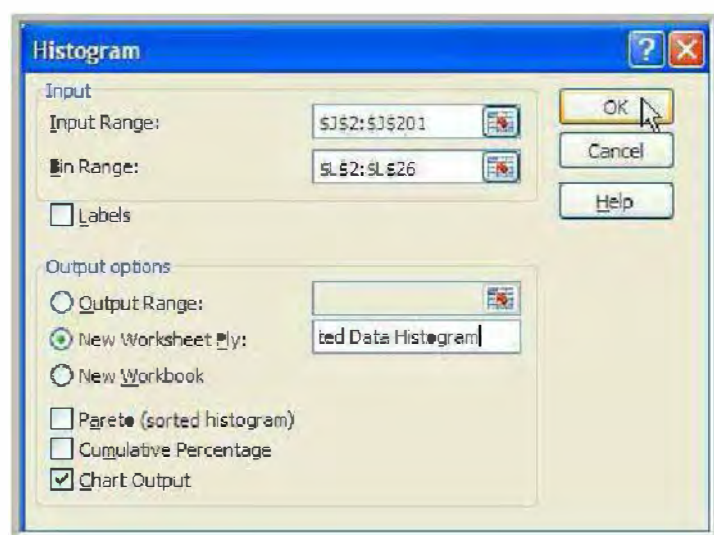 Histogram
Input
Input Range:
$J$2:$J$201
Bin Range:
$L$2:$L$26
Labels
OK
Cancel
Help
Output options
Output Range:
New Worksheet Ply:
ted Data Histogram
New Workbook
Pareto (sorted histogram)
Cumulative Percentage
Chart Output